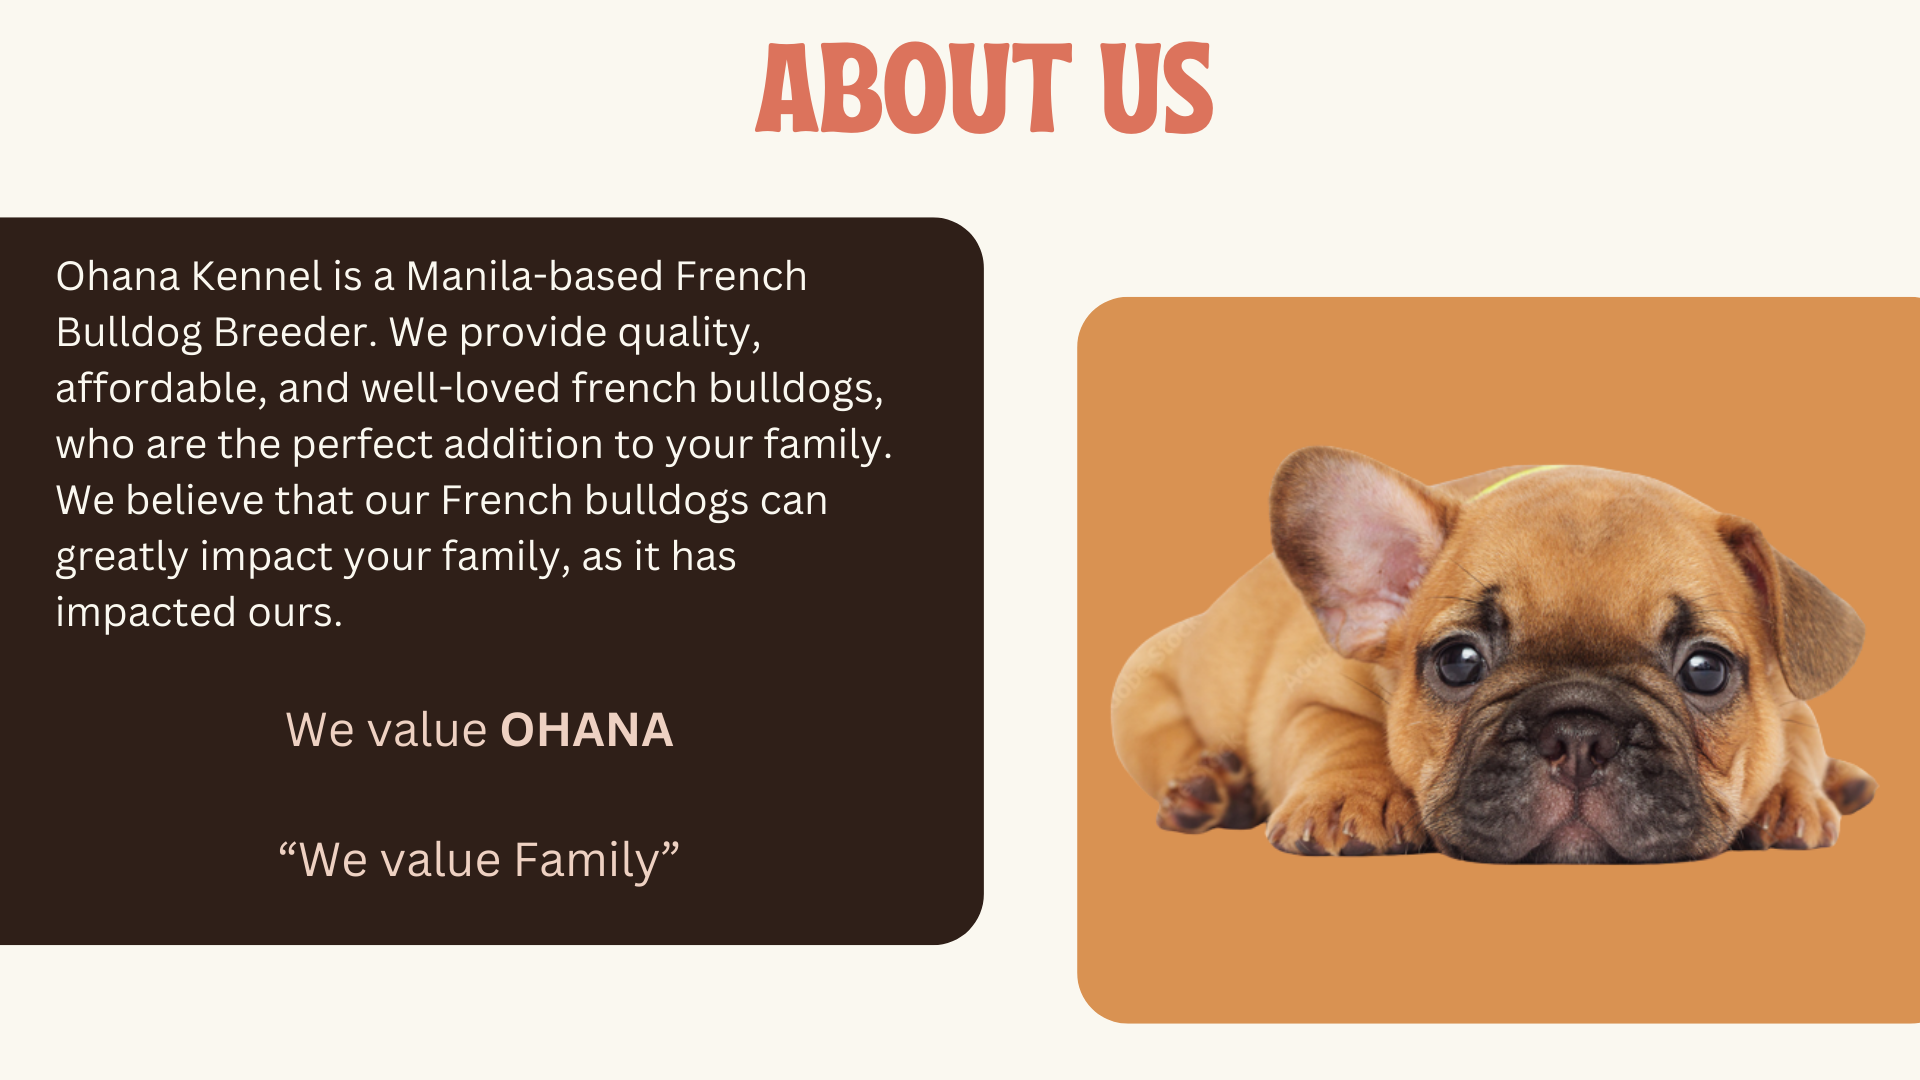 ABOUT US
Ohana Kennel is a Manila-based French
Bulldog Breeder. We provide quality,
affordable, and well-loved french bulldogs,
who are the perfect addition to your family.
We believe that our French bulldogs can
greatly impact your family, as it has
impacted ours.
We value OHANA
“We value Family”